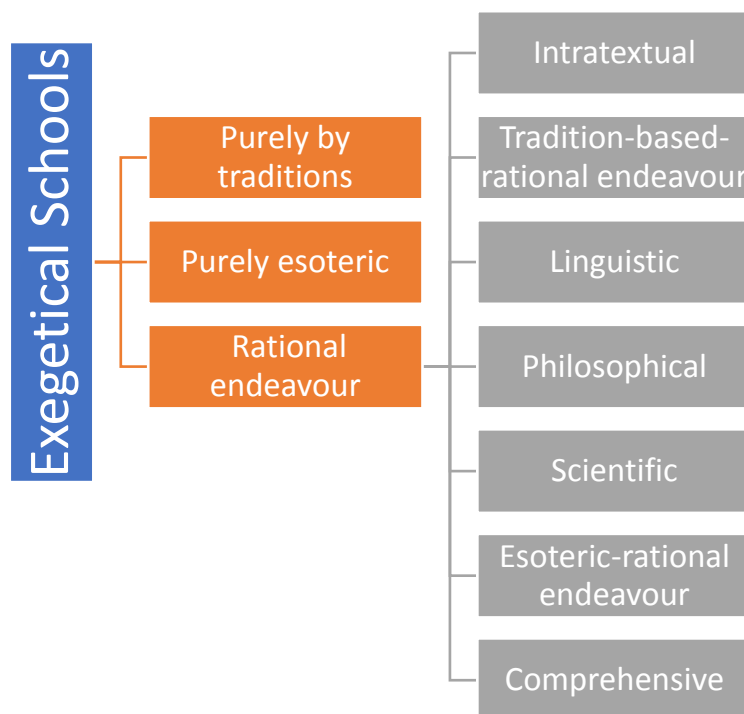 Exegetical Schools
Purely by
traditions
Purely esoteric
Rational
endeavour
Intratextual
Tradition-based-
rational endeavour
Linguistic
Philosophical
Scientific
Esoteric-rational
endeavour
Comprehensive